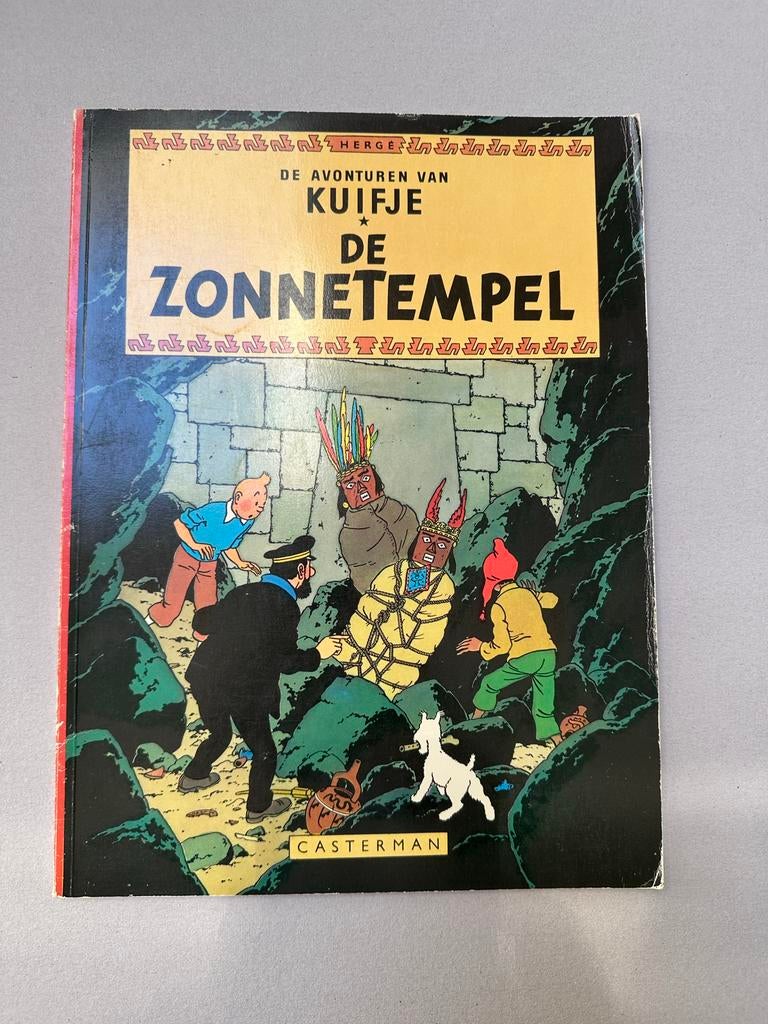 HERGÉ
DE AVONTUREN VAN
KUIFJE
★
DE
ZONNETEMPEL
CASTERMAN